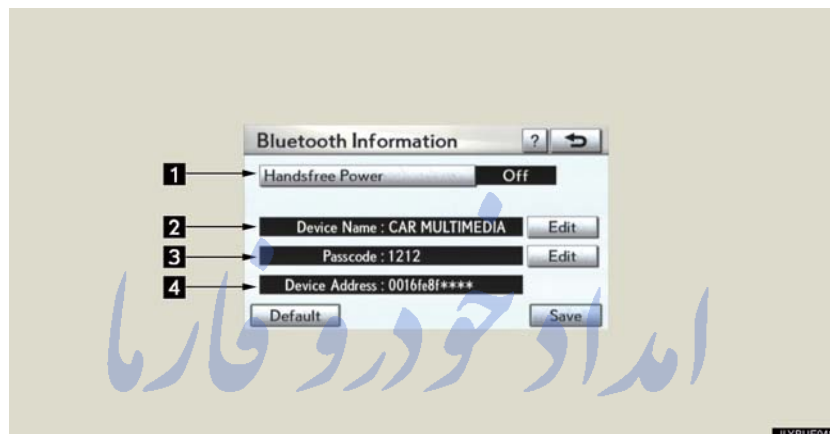 Bluetooth Information ?
1 Handsfree Power Off
2 Device Name : CAR MULTIMEDIA Edit
3 Passcode : 1212 Edit
4 Device Address : 0016fe8f****
Default Save
امداد خودرو فارما